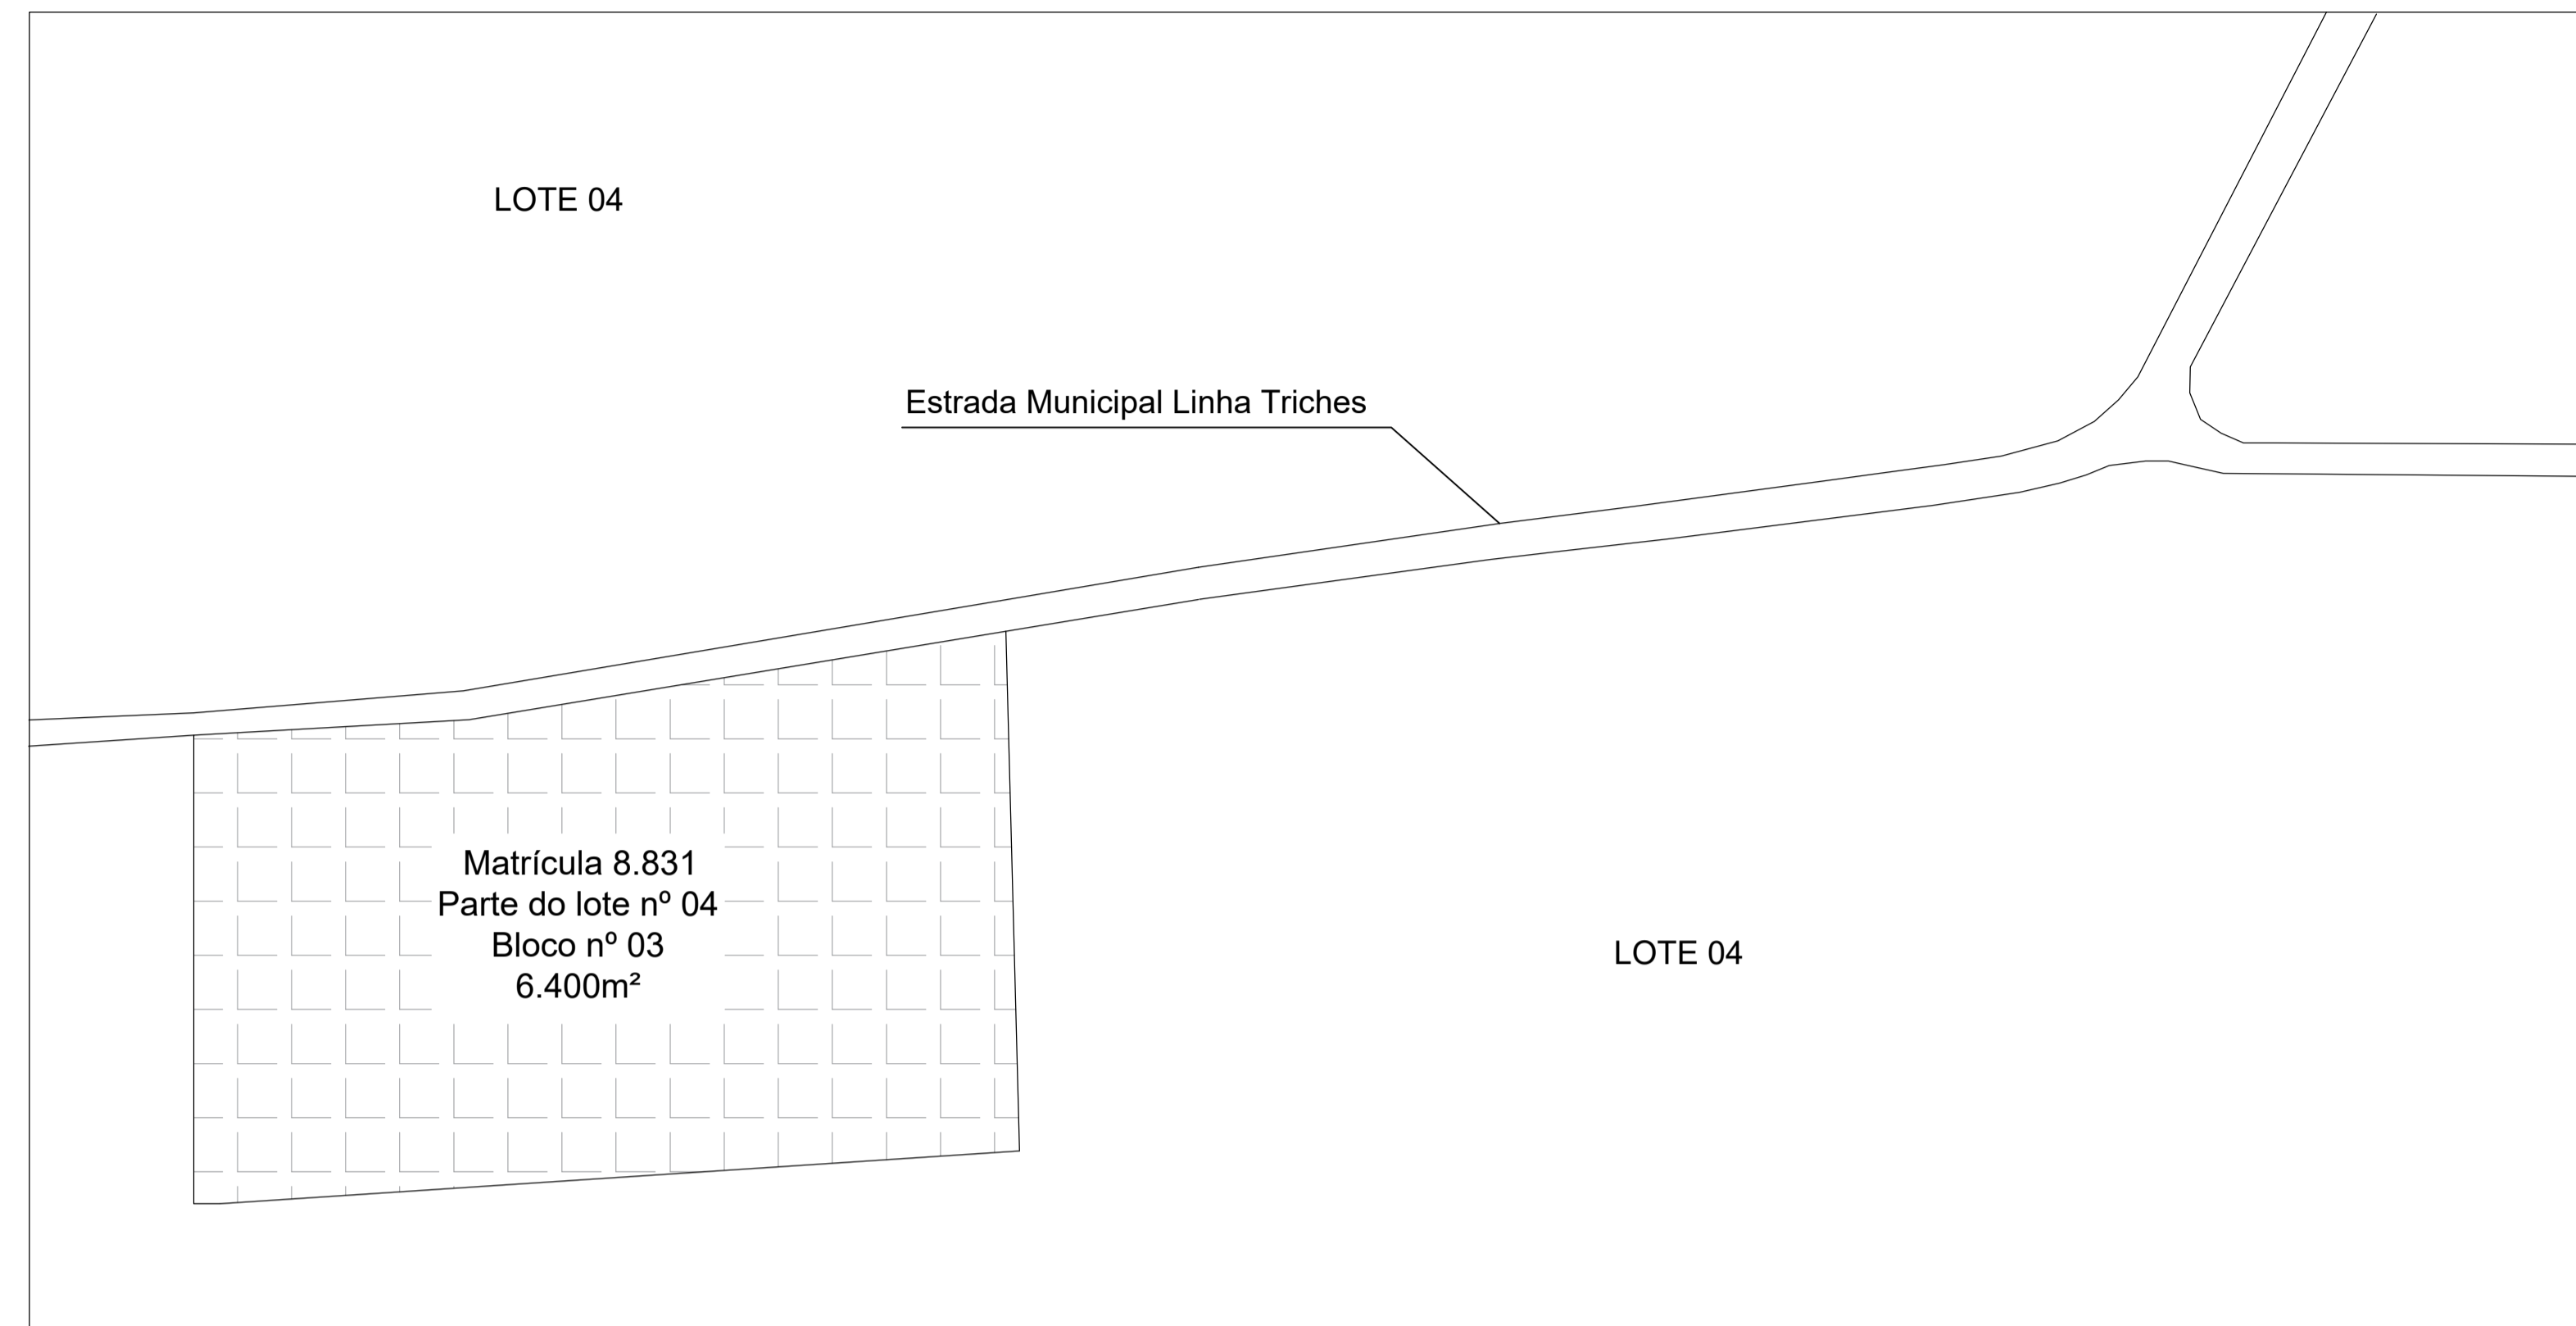 LOTE 04
Estrada Municipal Linha Triches
Matrícula 8.831
Parte do lote nº 04
Bloco nº 03
6.400m²
LOTE 04